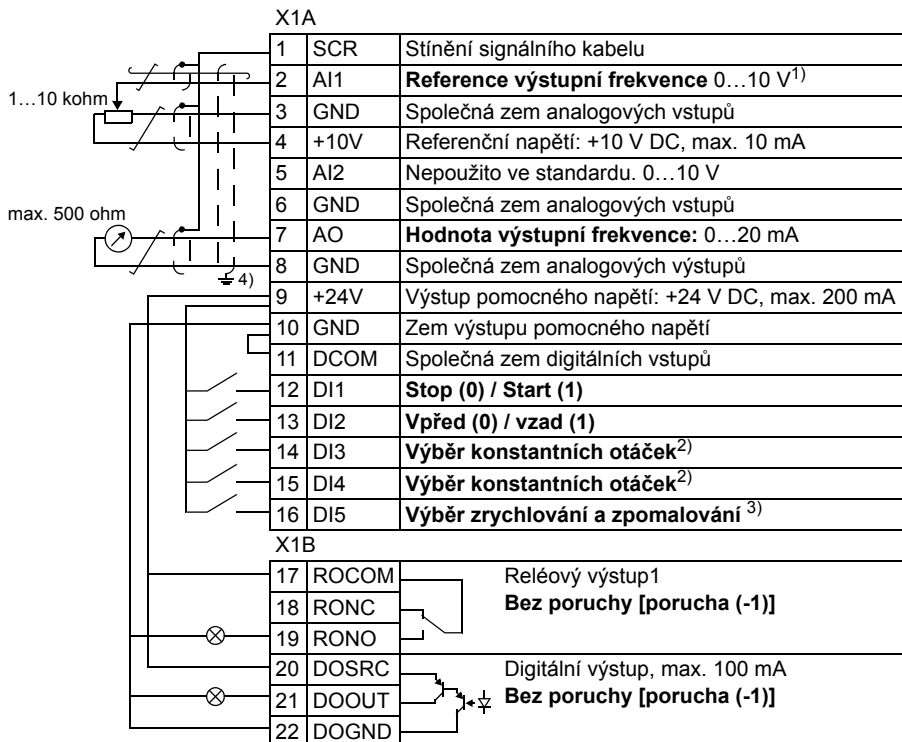 X1A
1 SCR Stínění signálního kabelu
2 AI1 Reference výstupní frekvence 0…10 V1)
1…10 kohm
3 GND Společná zem analogových vstupů
4 +10V Referenční napětí: +10 V DC, max. 10 mA
5 AI2 Nepoužito ve standardu. 0…10 V
6 GND Společná zem analogových vstupů
max. 500 ohm
7 AO Hodnota výstupní frekvence: 0…20 mA
8 GND Společná zem analogových výstupů
4)
9 +24V Výstup pomocného napětí: +24 V DC, max. 200 mA
10 GND Zem výstupu pomocného napětí
11 DCOM Společná zem digitálních vstupů
12 DI1 Stop (0) / Start (1)
13 DI2 Vpřed (0) / vzad (1)
14 DI3 Výběr konstantních otáček2)
15 DI4 Výběr konstantních otáček2)
16 DI5 Výběr zrychlování a zpomalování 3)
X1B
17 ROCOM Reléový výstup1
18 RONC Bez poruchy [porucha (-1)]
19 RONO
20 DOSRC Digitální výstup, max. 100 mA
21 DOOUT Bez poruchy [porucha (-1)]
22 DOGND